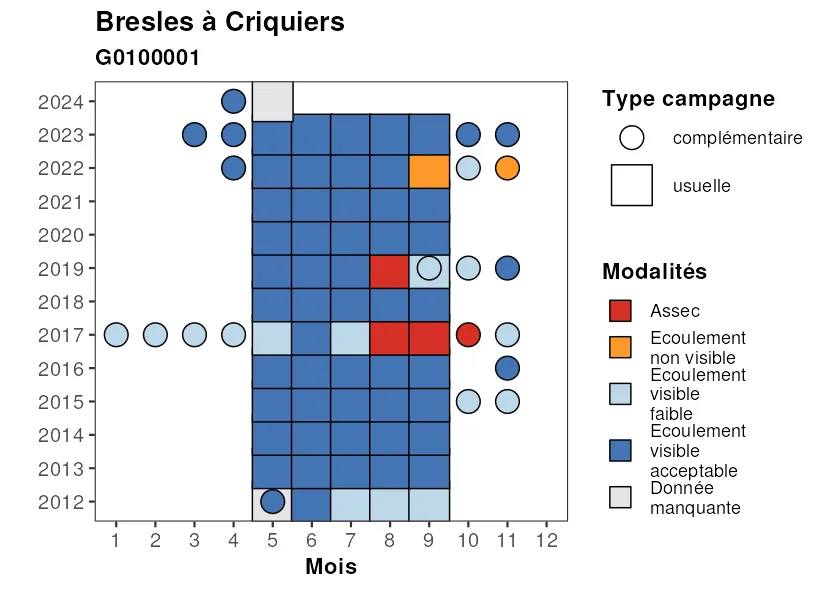 Bresles à Criquiers
G0100001
2024
2023
2022
2021
2020
2019
2018
2017
2016
2015
2014
2013
2012
1 2 3 4 5 6 7 8 9 10 11 12
Mois
Type campagne
complémentaire
usuelle
Modalités
Assec
Ecoulement
non visible
Ecoulement
visible
faible
Ecoulement
visible
acceptable
Donnée
manquante